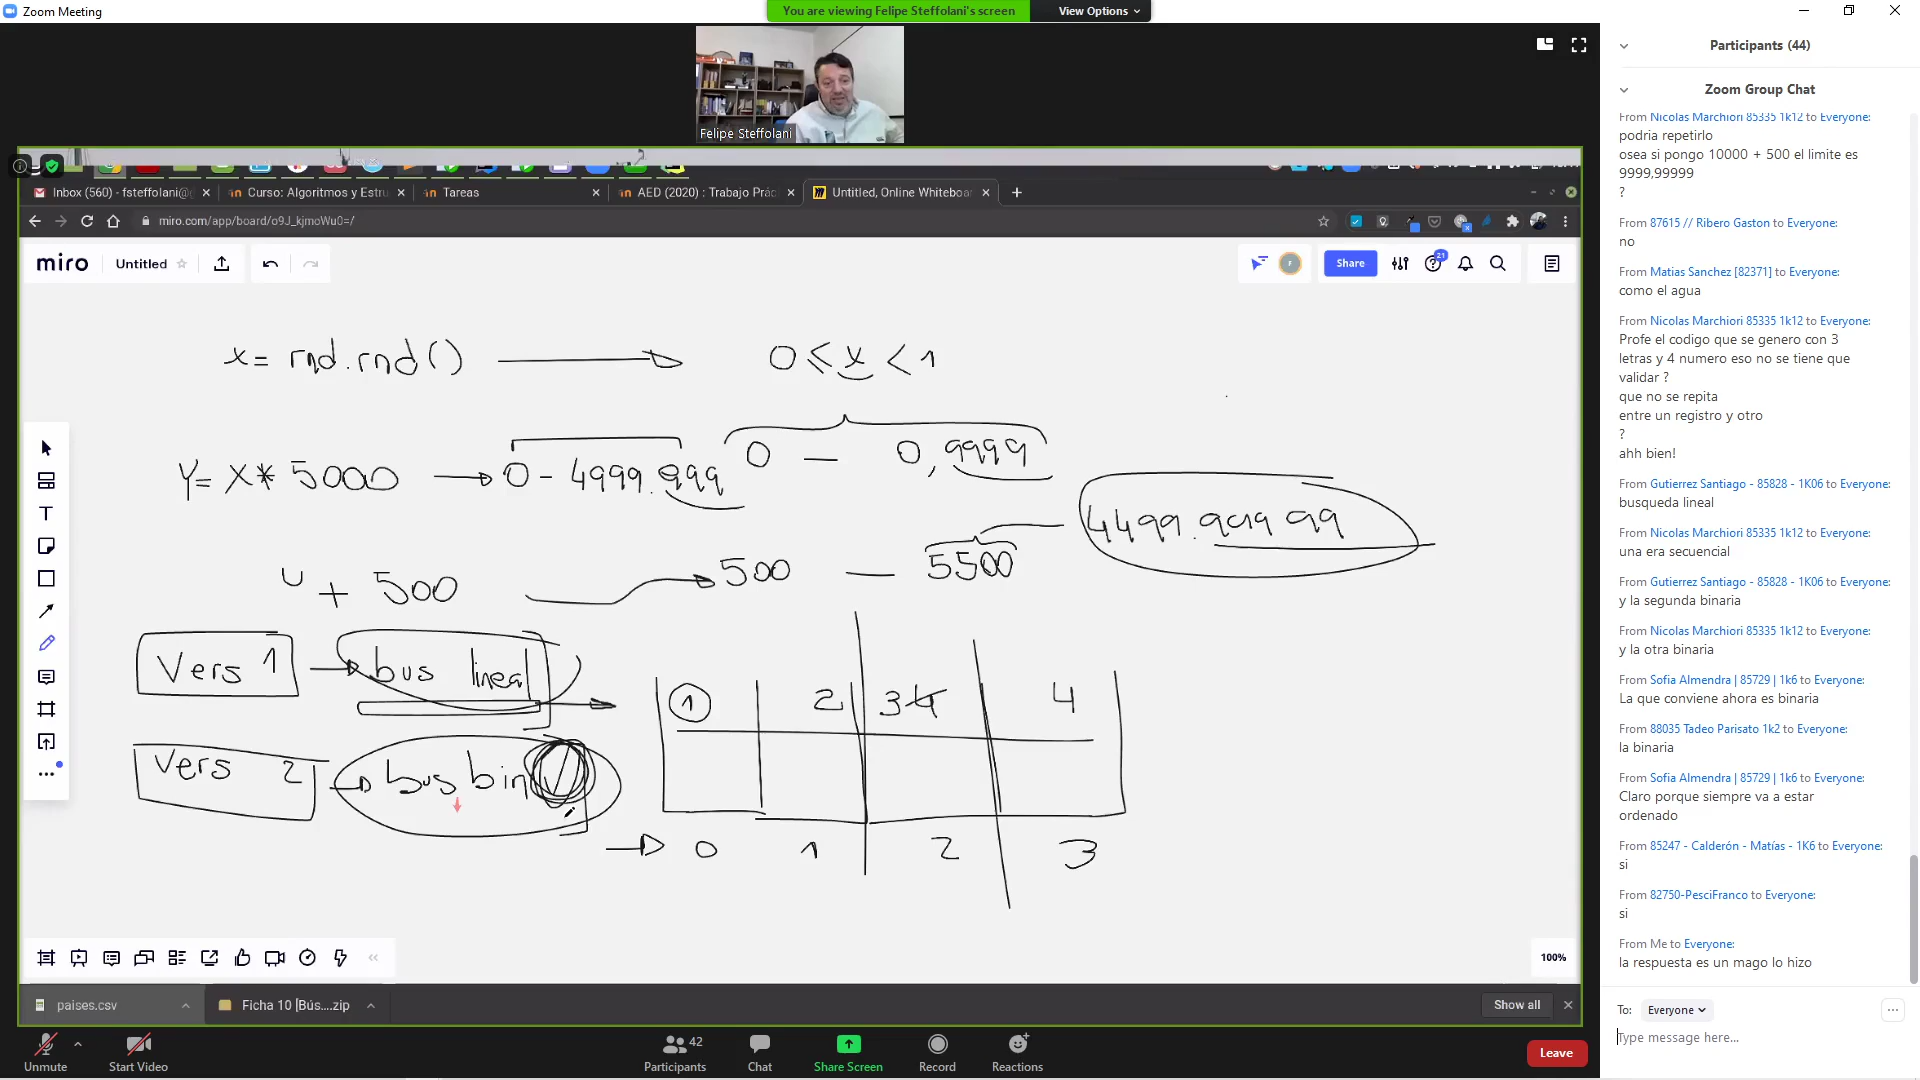 Zoom Meeting
You are viewing Felipe Steffolani's screen
View Options
Felipe Steffolani
Inbox (560) - fsteffolani@g
Curso: Algoritmos y Estru
Tareas
AED (2020) : Trabajo Prác
Untitled, Online Whiteboar
miro.com/app/board/o9J_kjmoWu0=/
miro
Untitled
Share
21
x = rnd.rnd()
0 ≤ x < 1
Y = X * 5000
0 - 4999.999
0 — 0,9999
4499.99999
+ 500
500 — 5500
Vers 1
bus lineal
1 2 3 4 4
Vers 2
bus bin
0 1 2 3
100%
paises.csv
Ficha 10 [Bús....zip
Show all
Unmute
Start Video
42
Participants
Chat
Share Screen
Record
Reactions
Leave
Participants (44)
Zoom Group Chat
From Nicolas Marchiori 85335 1k12 to Everyone:
podria repetirlo
osea si pongo 10000 + 500 el limite es
9999,99999
?
From 87615 // Ribero Gaston to Everyone:
no
From Matias Sanchez [82371] to Everyone:
como el agua
From Nicolas Marchiori 85335 1k12 to Everyone:
Profe el codigo que se genero con 3
letras y 4 numero eso no se tiene que
validar ?
que no se repita
entre un registro y otro
?
ahh bien!
From Gutierrez Santiago - 85828 - 1K06 to Everyone:
busqueda lineal
From Nicolas Marchiori 85335 1k12 to Everyone:
una era secuencial
From Gutierrez Santiago - 85828 - 1K06 to Everyone:
y la segunda binaria
From Nicolas Marchiori 85335 1k12 to Everyone:
y la otra binaria
From Sofia Almendra | 85729 | 1k6 to Everyone:
La que conviene ahora es binaria
From 88035 Tadeo Parisato 1k2 to Everyone:
la binaria
From Sofia Almendra | 85729 | 1k6 to Everyone:
Claro porque siempre va a estar
ordenado
From 85247 - Calderón - Matías - 1K6 to Everyone:
si
From 82750-PesciFranco to Everyone:
si
From Me to Everyone:
la respuesta es un mago lo hizo
To: Everyone
Type message here...